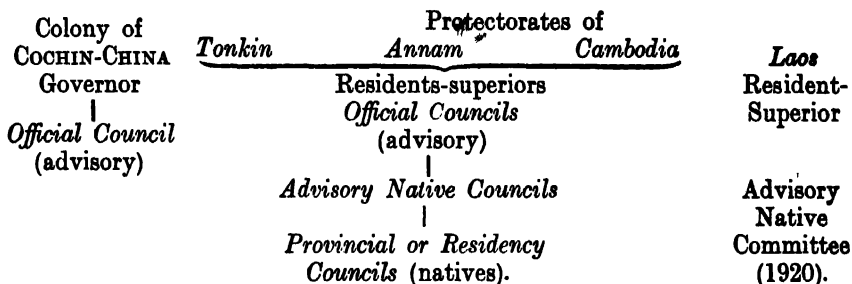 Colony of
COCHIN-CHINA
Governor
Official Council
(advisory)
Protectorates of
Tonkin Annam Cambodia
Residents-superiors
Official Councils
(advisory)
Advisory Native Councils
Provincial or Residency
Councils (natives).
Laos
Resident-
Superior
Advisory
Native
Committee
(1920).